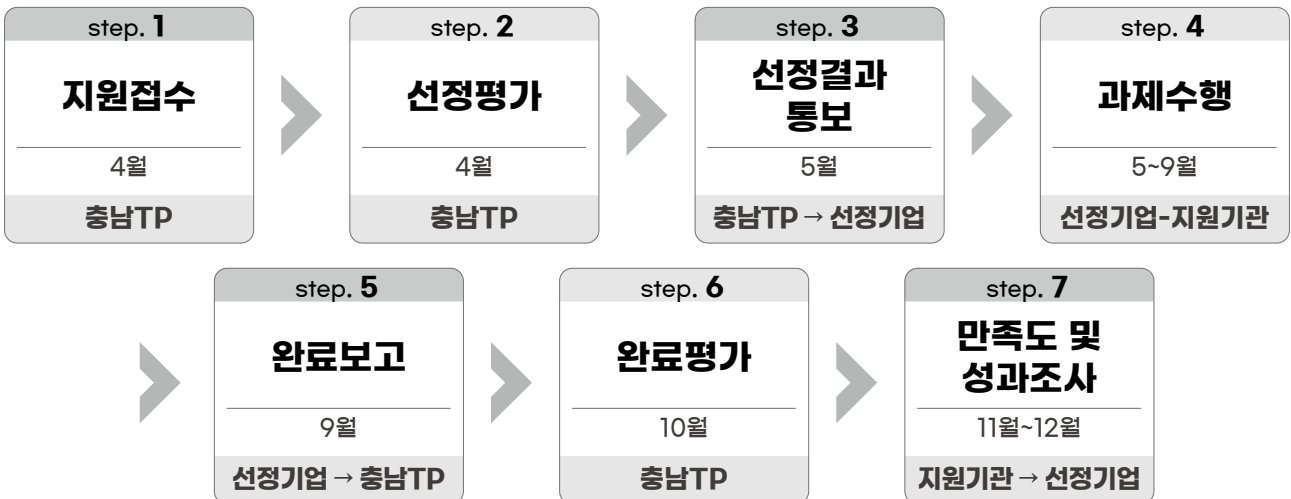 step. 1
지원접수
4월
충남TP
step. 2
선정평가
4월
충남TP
step. 3
선정결과
통보
5월
충남TP → 선정기업
step. 4
과제수행
5~9월
선정기업-지원기관
step. 5
완료보고
9월
선정기업 → 충남TP
step. 6
완료평가
10월
충남TP
step. 7
만족도 및
성과조사
11월~12월
지원기관 → 선정기업